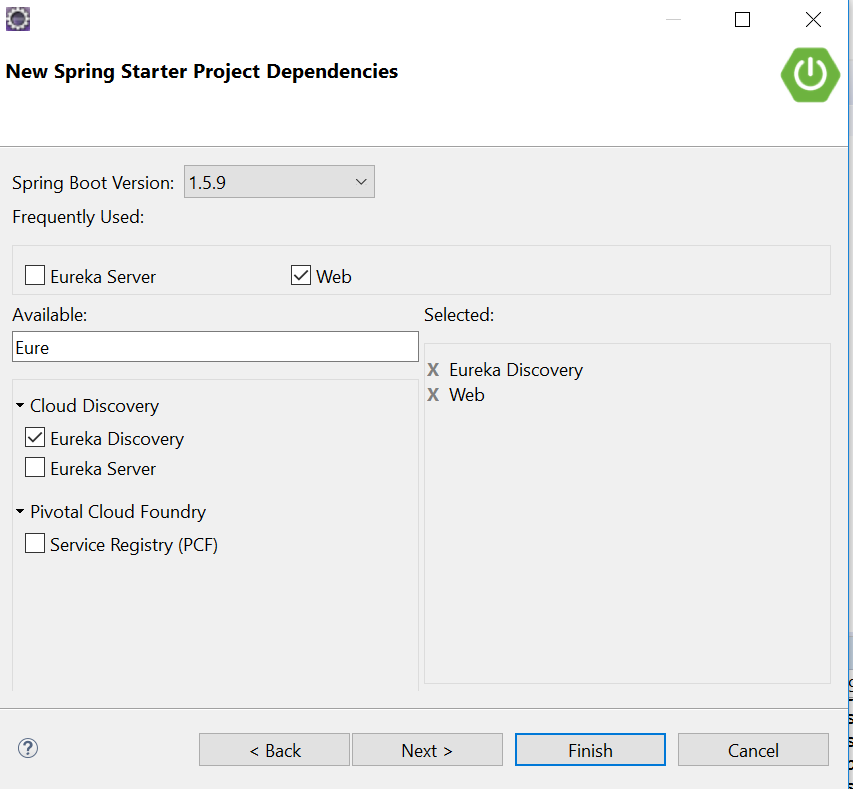 New Spring Starter Project Dependencies
Spring Boot Version: 1.5.9
Frequently Used:
Eureka Server Web
Available: Selected:
Eure
X Eureka Discovery
X Web
Cloud Discovery
Eureka Discovery
Eureka Server
Pivotal Cloud Foundry
Service Registry (PCF)
? < Back Next > Finish Cancel